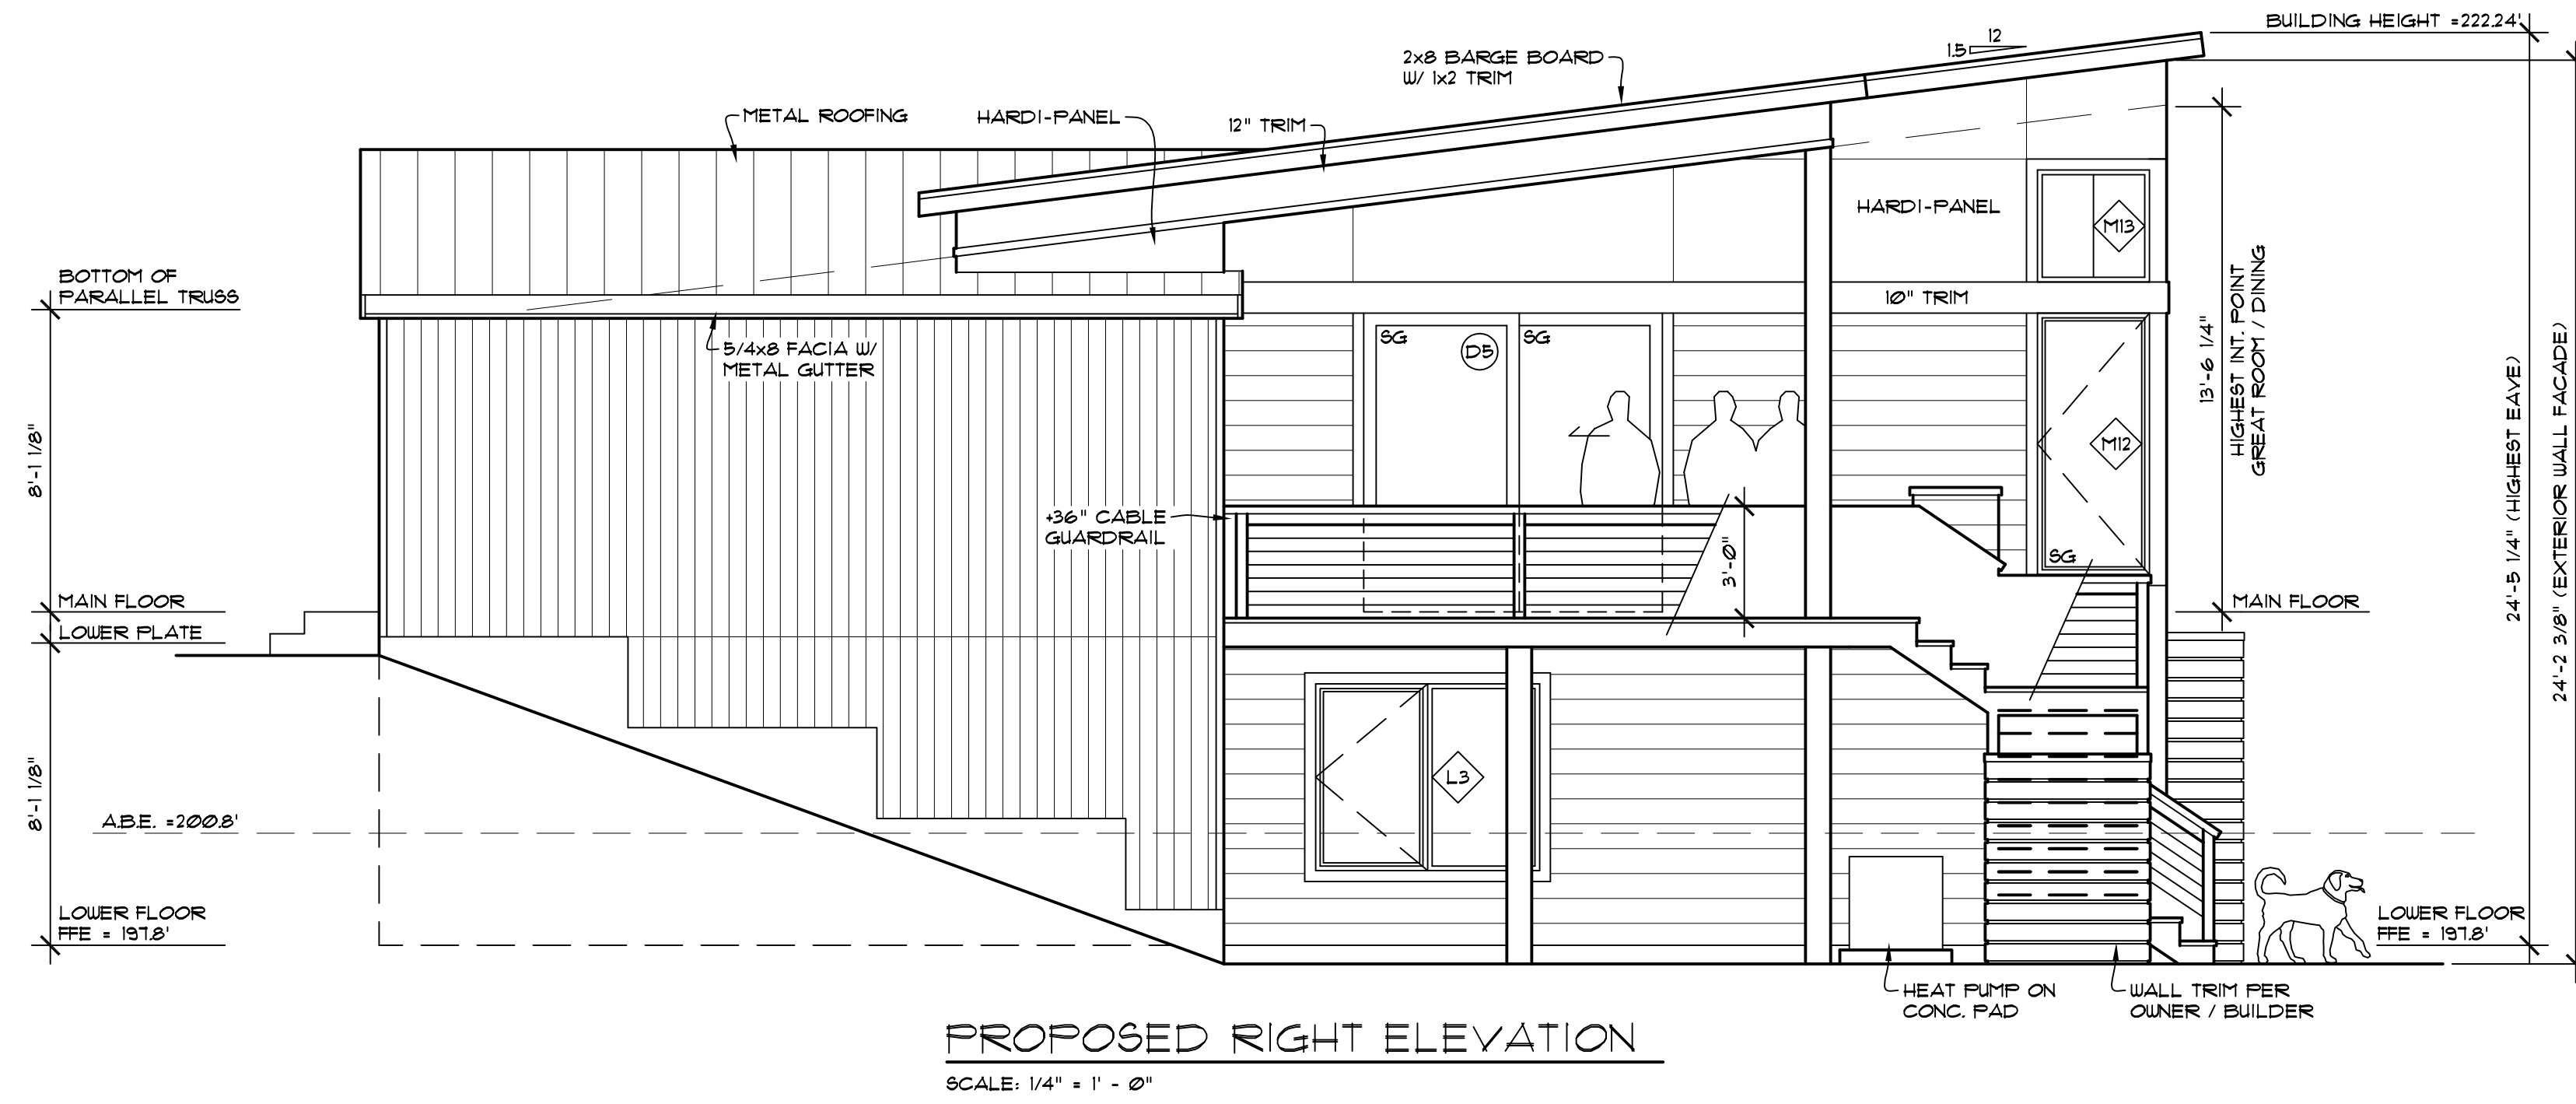 BUILDING HEIGHT =222.24'
12
1.5
2x8 BARGE BOARD
W/ 1x2 TRIM
METAL ROOFING
HARDI-PANEL
12" TRIM
HARDI-PANEL
M13
BOTTOM OF
PARALLEL TRUSS
10" TRIM
HIGHEST INT. POINT
GREAT ROOM / DINING
13'-6 1/4"
24'-5 1/4" (HIGHEST EAVE)
24'-2 3/8" (EXTERIOR WALL FACADE)
5/4x8 FACIA W/
METAL GUTTER
SG
D5
SG
M12
8'-1 1/8"
+36" CABLE
GUARDRAIL
3'-0"
SG
MAIN FLOOR
MAIN FLOOR
LOWER PLATE
L3
8'-1 1/8"
A.B.E. =200.8'
LOWER FLOOR
FFE = 197.8'
LOWER FLOOR
FFE = 197.8'
HEAT PUMP ON
CONC. PAD
WALL TRIM PER
OWNER / BUILDER
PROPOSED RIGHT ELEVATION
SCALE: 1/4" = 1' - 0"